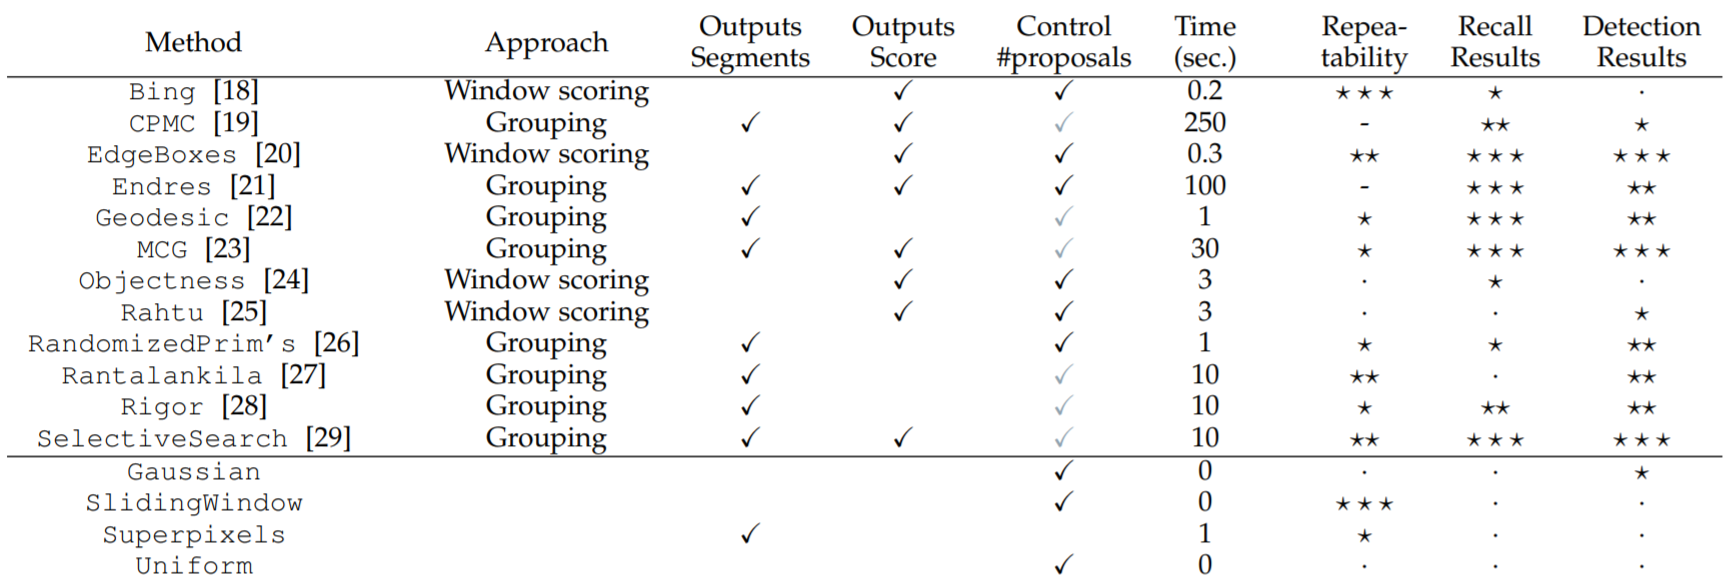 Method Approach Outputs Segments Outputs Score Control #proposals Time (sec.) Repea-tability Recall Results Detection Results
Bing [18] Window scoring ✓ ✓ 0.2 ⋆⋆⋆ ⋆ ·
CPMC [19] Grouping ✓ ✓ ✓ 250 - ⋆⋆ ⋆
EdgeBoxes [20] Window scoring ✓ ✓ 0.3 ⋆⋆ ⋆⋆⋆ ⋆⋆⋆
Endres [21] Grouping ✓ ✓ ✓ 100 - ⋆⋆⋆ ⋆⋆
Geodesic [22] Grouping ✓ ✓ 1 ⋆ ⋆⋆⋆ ⋆⋆
MCG [23] Grouping ✓ ✓ ✓ 30 ⋆ ⋆⋆⋆ ⋆⋆⋆
Objectness [24] Window scoring ✓ ✓ 3 · ⋆ ·
Rahtu [25] Window scoring ✓ ✓ 3 · · ⋆
RandomizedPrim's [26] Grouping ✓ ✓ 1 ⋆ ⋆ ⋆⋆
Rantalankila [27] Grouping ✓ ✓ 10 ⋆⋆ · ⋆⋆
Rigor [28] Grouping ✓ ✓ 10 ⋆ ⋆⋆ ⋆⋆
SelectiveSearch [29] Grouping ✓ ✓ ✓ 10 ⋆⋆ ⋆⋆⋆ ⋆⋆⋆
Gaussian ✓ 0 · · ⋆
SlidingWindow ✓ 0 ⋆⋆⋆ · ·
Superpixels ✓ 1 ⋆ · ·
Uniform ✓ 0 · · ·